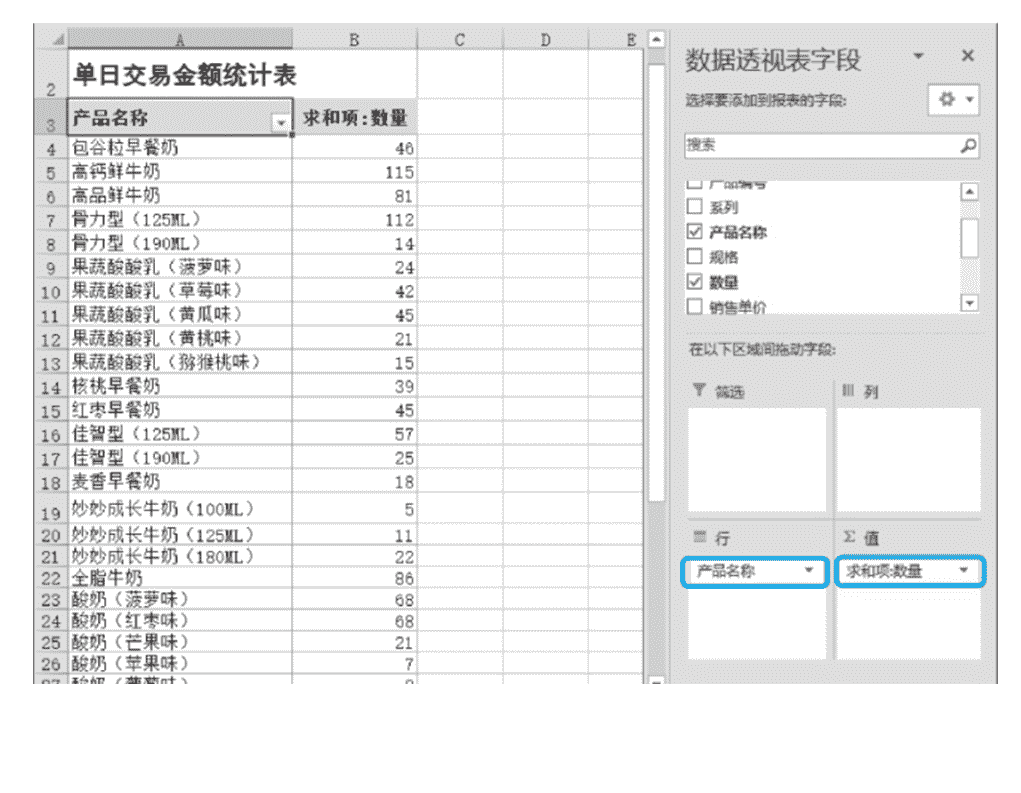 A B C D E
2 单日交易金额统计表
3 产品名称 求和项:数量
4 包谷粒早餐奶 46
5 高钙鲜牛奶 115
6 高品鲜牛奶 81
7 骨力型（125ML） 112
8 骨力型（190ML） 14
9 果蔬酸酸乳（菠萝味） 24
10 果蔬酸酸乳（草莓味） 42
11 果蔬酸酸乳（黄瓜味） 45
12 果蔬酸酸乳（黄桃味） 21
13 果蔬酸酸乳（猕猴桃味） 15
14 核桃早餐奶 39
15 红枣早餐奶 45
16 佳智型（125ML） 57
17 佳智型（190ML） 25
18 麦香早餐奶 18
19 妙妙成长牛奶（100ML） 5
20 妙妙成长牛奶（125ML） 11
21 妙妙成长牛奶（180ML） 22
22 全脂牛奶 86
23 酸奶（菠萝味） 68
24 酸奶（红枣味） 68
25 酸奶（芒果味） 21
26 酸奶（苹果味） 7
数据透视表字段
选择要添加到报表的字段:
搜索
产品编号
系列
产品名称
规格
数量
销售单价
在以下区域间拖动字段:
筛选 列
行 Σ 值
产品名称 求和项:数量